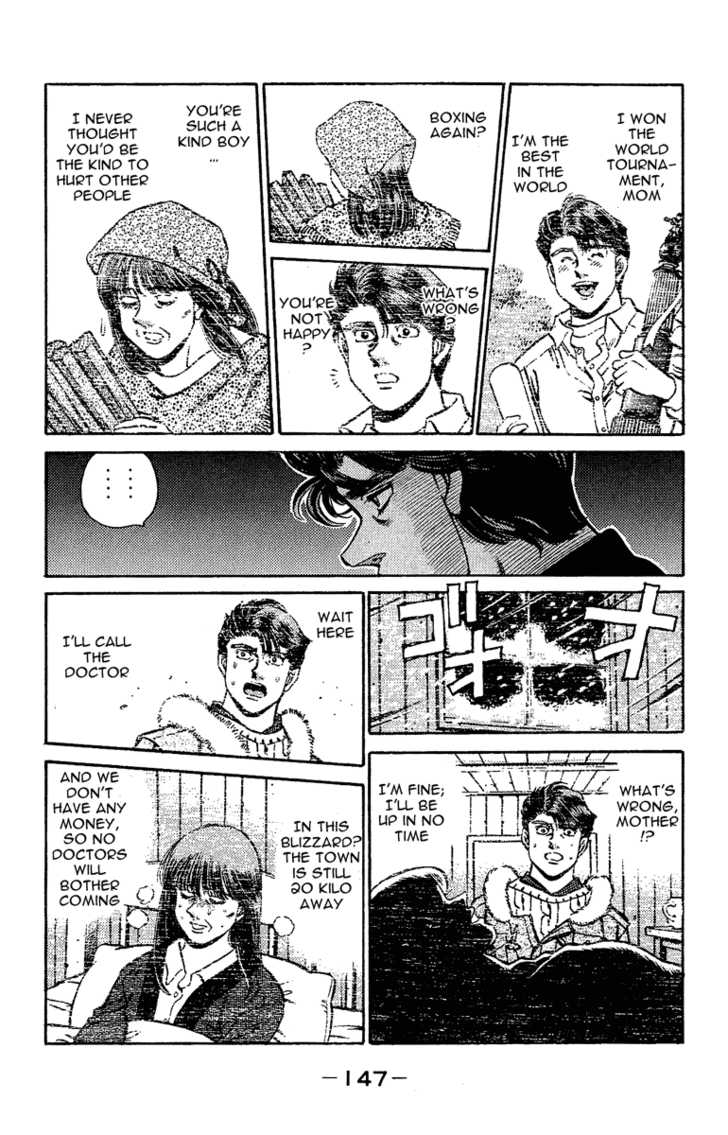 I WON
THE
WORLD
TOURNA-
MENT,
MOM
I'M THE
BEST
IN THE
WORLD
BOXING
AGAIN?
WHAT'S
WRONG
?
YOU'RE
NOT
HAPPY
?
YOU'RE
SUCH A
KIND BOY
...
I NEVER
THOUGHT
YOU'D BE
THE KIND TO
HURT OTHER
PEOPLE
......
ゴオ
オ
WAIT
HERE
I'LL CALL
THE
DOCTOR
WHAT'S
WRONG,
MOTHER
!?
I'M FINE;
I'LL BE
UP IN NO
TIME
IN THIS
BLIZZARD?
THE TOWN
IS STILL
20 KILO
AWAY
AND WE
DON'T
HAVE ANY
MONEY,
SO NO
DOCTORS
WILL
BOTHER
COMING
-147-